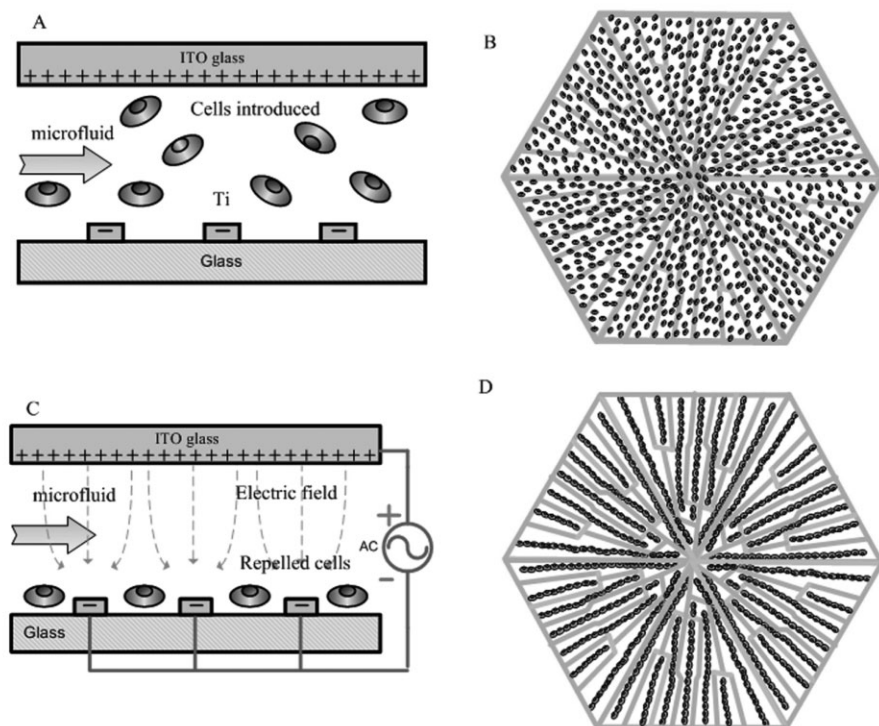 A
ITO glass
+ + + + + + + + + + + + + + + + + + + + + +
Cells introduced
microfluid
Ti
− − −
Glass
B
C
ITO glass
+ + + + + + + + + + + + + + + + + + + + + +
microfluid
Electric field
+
AC
−
Repelled cells
− − −
Glass
D